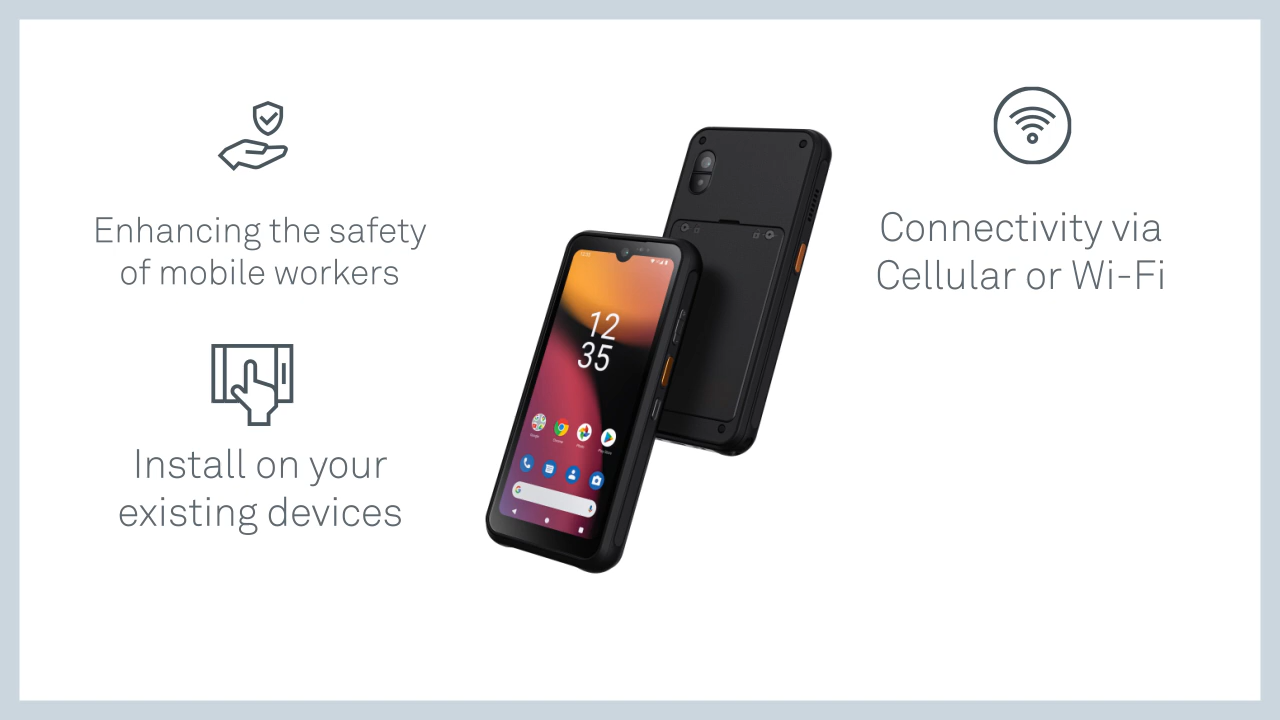 Enhancing the safety
of mobile workers
Install on your
existing devices
12
35
Connectivity via
Cellular or Wi-Fi